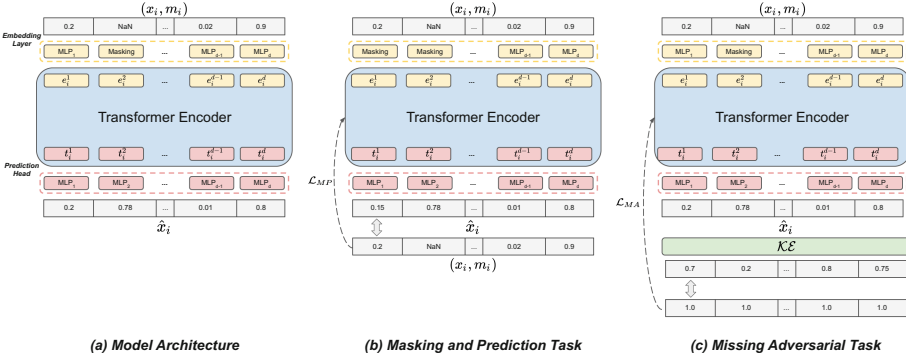 (x_i, m_i)
0.2 NaN ... 0.02 0.9
Embedding Layer
MLP_1 Masking ... MLP_{d-1} MLP_d
e_i^1 e_i^2 ... e_i^{d-1} e_i^d
Transformer Encoder
t_i^1 t_i^2 ... t_i^{d-1} t_i^d
Prediction Head
MLP_1 MLP_2 ... MLP_{d-1} MLP_d
0.2 0.78 ... 0.01 0.8
x̂_i
(a) Model Architecture
(x_i, m_i)
0.2 NaN ... 0.02 0.9
Masking Masking ... MLP_{d-1} MLP_d
e_i^1 e_i^2 ... e_i^{d-1} e_i^d
Transformer Encoder
t_i^1 t_i^2 ... t_i^{d-1} t_i^d
ℒ_{MP}
MLP_1 MLP_2 ... MLP_{d-1} MLP_d
0.15 0.78 ... 0.01 0.8
x̂_i
0.2 NaN ... 0.02 0.9
(x_i, m_i)
(b) Masking and Prediction Task
(x_i, m_i)
0.2 NaN ... 0.02 0.9
MLP_1 Masking ... MLP_{d-1} MLP_d
e_i^1 e_i^2 ... e_i^{d-1} e_i^d
Transformer Encoder
t_i^1 t_i^2 ... t_i^{d-1} t_i^d
MLP_1 MLP_2 ... MLP_{d-1} MLP_d
ℒ_{MA}
0.2 0.78 ... 0.01 0.8
x̂_i
𝒦ℰ
0.7 0.2 ... 0.8 0.75
1.0 1.0 ... 1.0 1.0
(c) Missing Adversarial Task